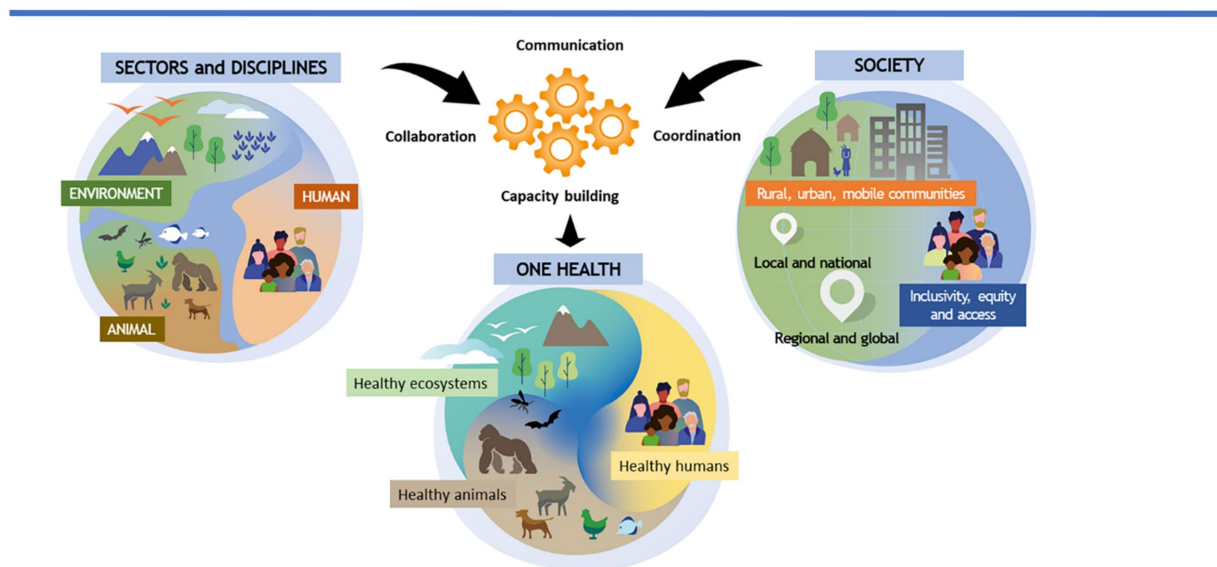 Communication
SECTORS and DISCIPLINES
SOCIETY
Collaboration
Coordination
ENVIRONMENT
HUMAN
Rural, urban, mobile communities
Capacity building
Local and national
ONE HEALTH
Inclusivity, equity
and access
ANIMAL
Regional and global
Healthy ecosystems
Healthy humans
Healthy animals